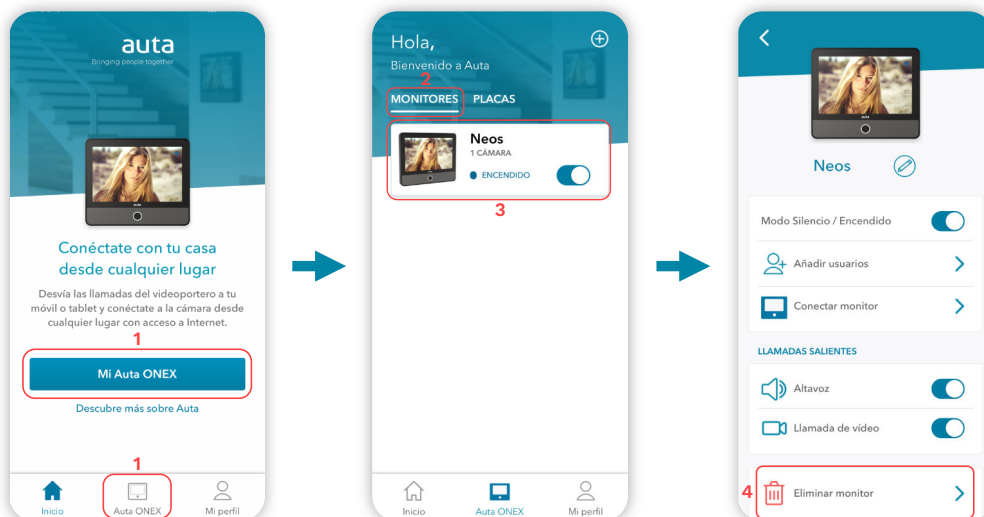 auta
Bringing people together
Conéctate con tu casa
desde cualquier lugar
Desvía las llamadas del videoportero a tu
móvil o tablet y conéctate a la cámara desde
cualquier lugar con acceso a Internet.
1
Mi Auta ONEX
Descubre más sobre Auta
1
Inicio
Auta ONEX
Mi perfil
Hola,
Bienvenido a Auta
2
MONITORES
PLACAS
Neos
1 CÁMARA
ENCENDIDO
3
Inicio
Auta ONEX
Mi perfil
Neos
Modo Silencio / Encendido
Añadir usuarios
Conectar monitor
LLAMADAS SALIENTES
Altavoz
Llamada de vídeo
4
Eliminar monitor